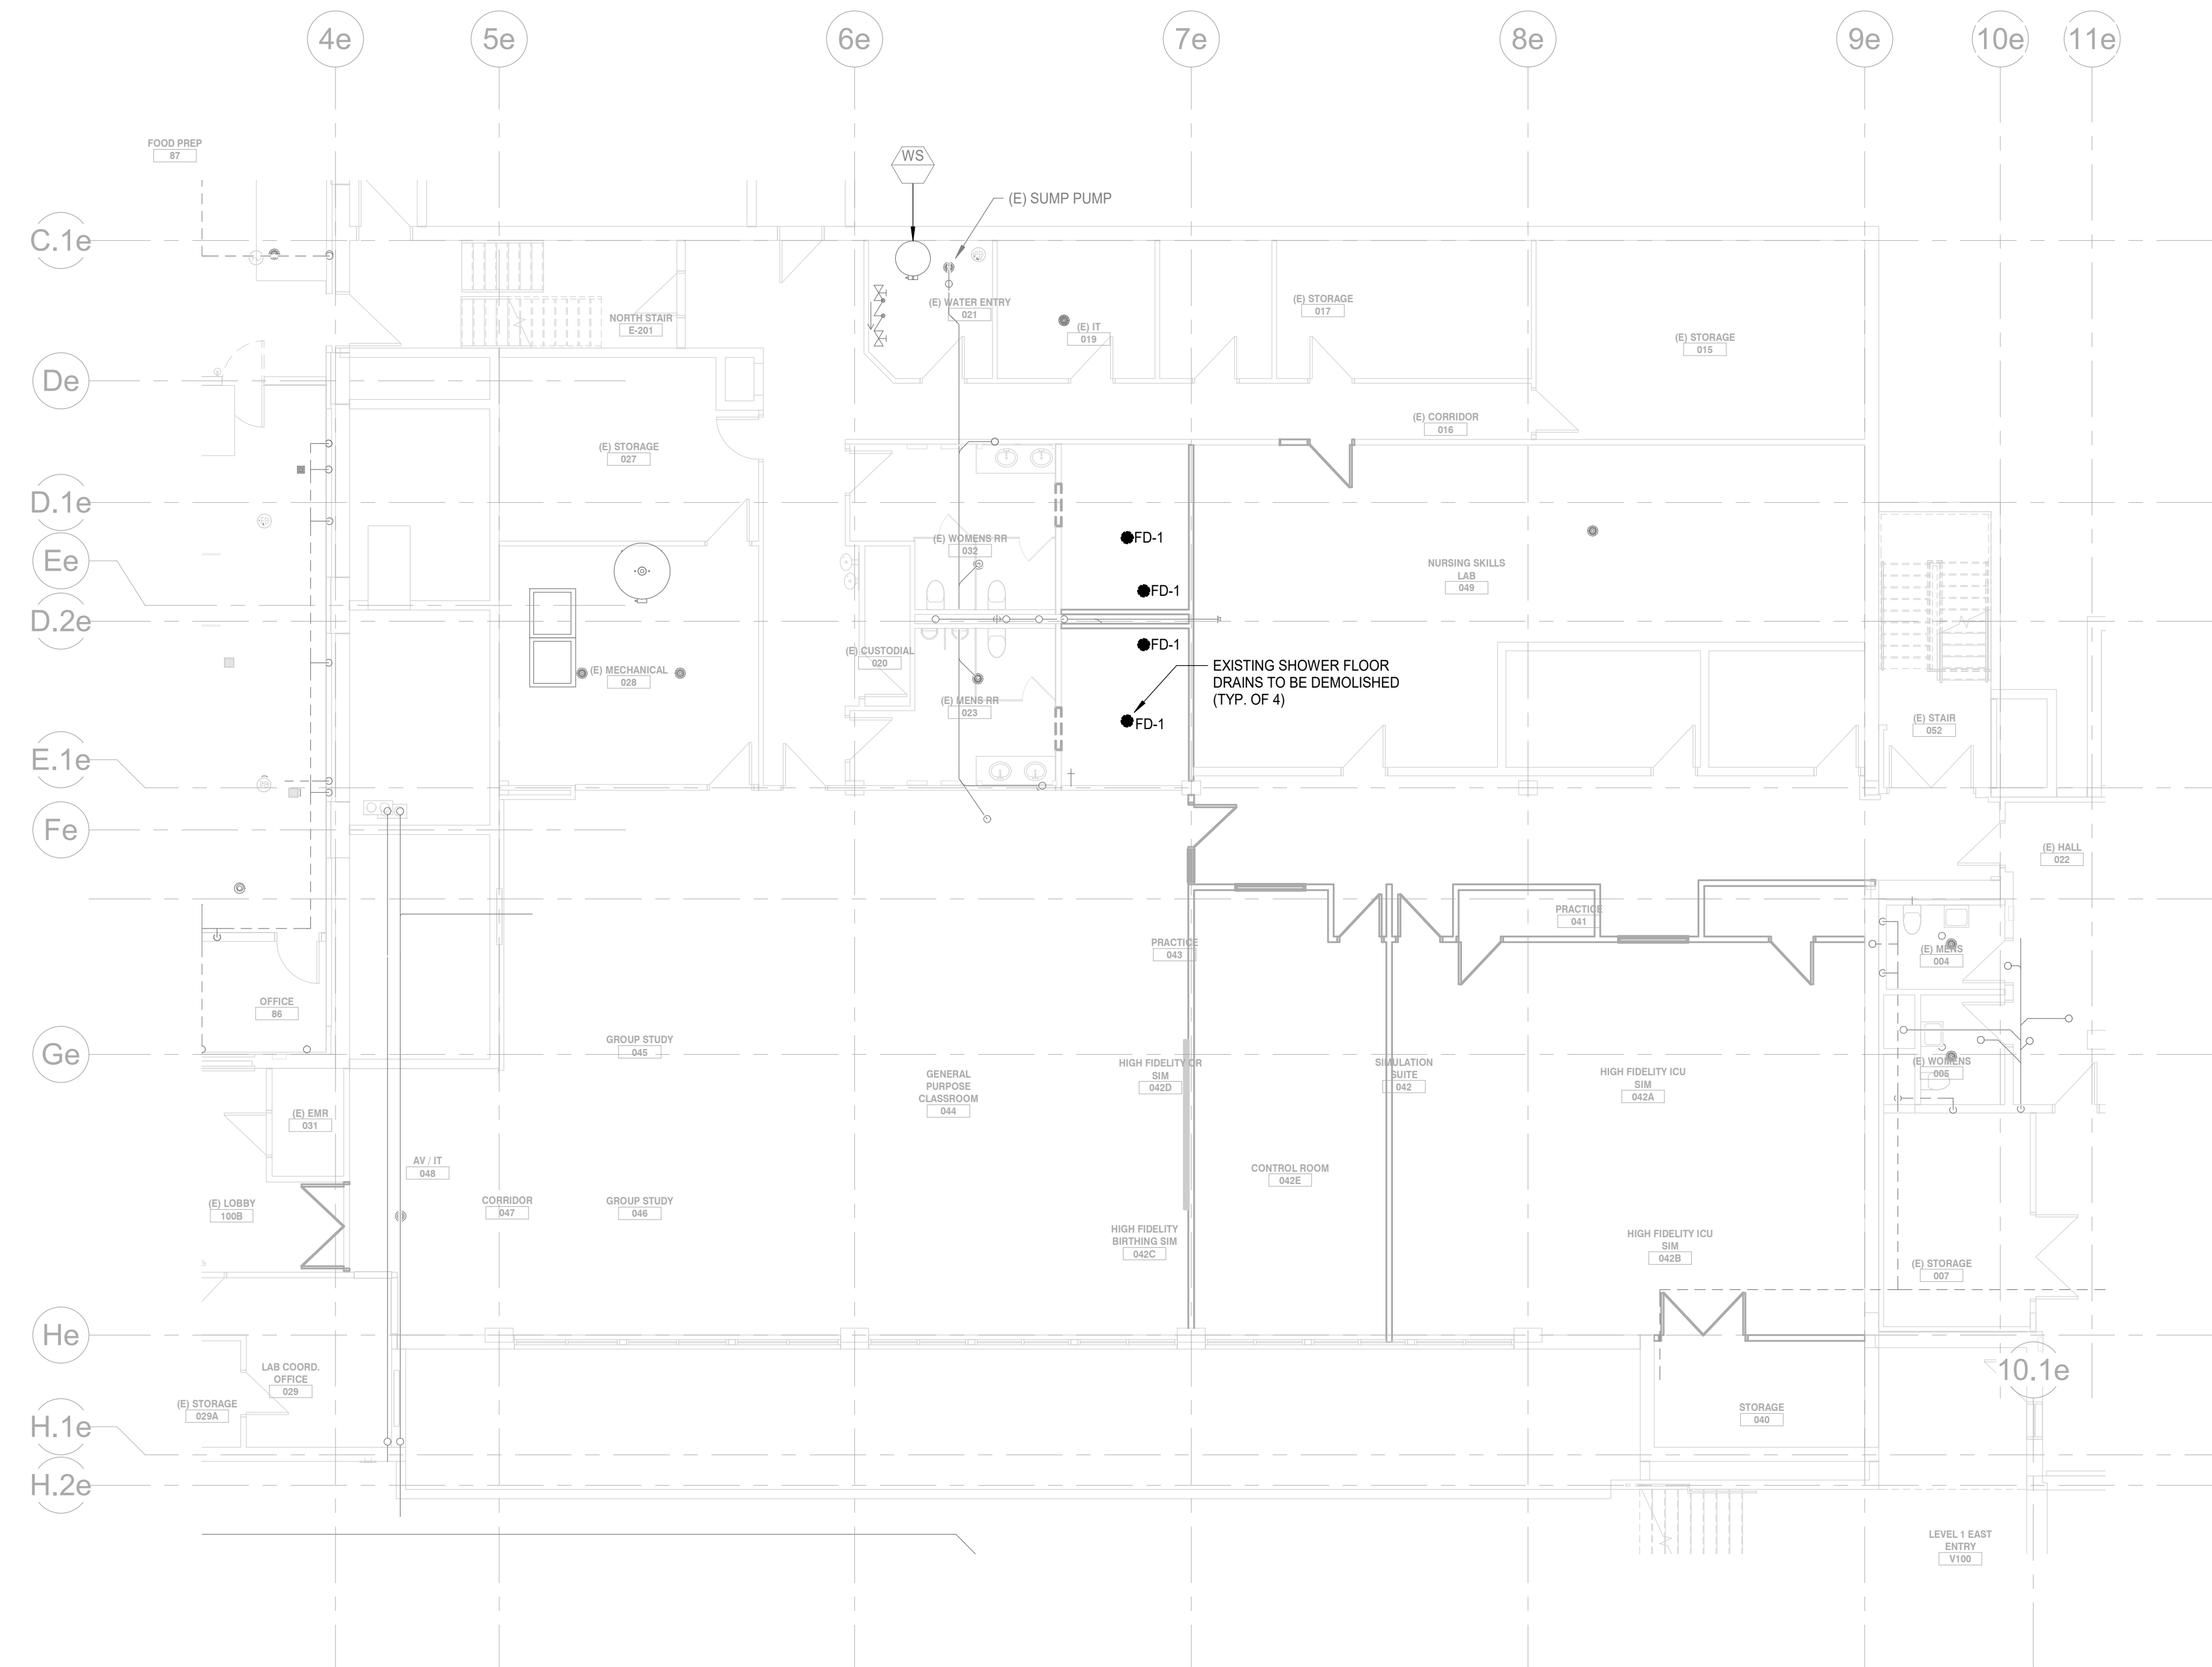 4e
5e
6e
7e
8e
9e
10e
11e
FOOD PREP
87
WS
(E) SUMP PUMP
C.1e
(E) WATER ENTRY
021
(E) STORAGE
017
NORTH STAIR
E-201
(E) IT
019
(E) STORAGE
015
De
(E) CORRIDOR
016
(E) STORAGE
027
D.1e
FD-1
(E) WOMENS RR
032
Ee
NURSING SKILLS
LAB
049
FD-1
D.2e
FD-1
(E) CUSTODIAL
020
(E) MECHANICAL
028
EXISTING SHOWER FLOOR
DRAINS TO BE DEMOLISHED
(TYP. OF 4)
(E) MENS RR
023
FD-1
(E) STAIR
052
E.1e
Fe
(E) HALL
022
PRACTICE
041
PRACTICE
043
(E) MENS
004
OFFICE
86
Ge
GROUP STUDY
045
GENERAL
PURPOSE
CLASSROOM
044
HIGH FIDELITY OR
SIM
042D
SIMULATION
SUITE
042
HIGH FIDELITY ICU
SIM
042A
(E) WOMENS
005
(E) EMR
031
AV / IT
048
CONTROL ROOM
042E
(E) LOBBY
100B
CORRIDOR
047
GROUP STUDY
046
HIGH FIDELITY
BIRTHING SIM
042C
HIGH FIDELITY ICU
SIM
042B
(E) STORAGE
007
He
LAB COORD.
OFFICE
029
10.1e
(E) STORAGE
029A
STORAGE
040
H.1e
H.2e
LEVEL 1 EAST
ENTRY
V100